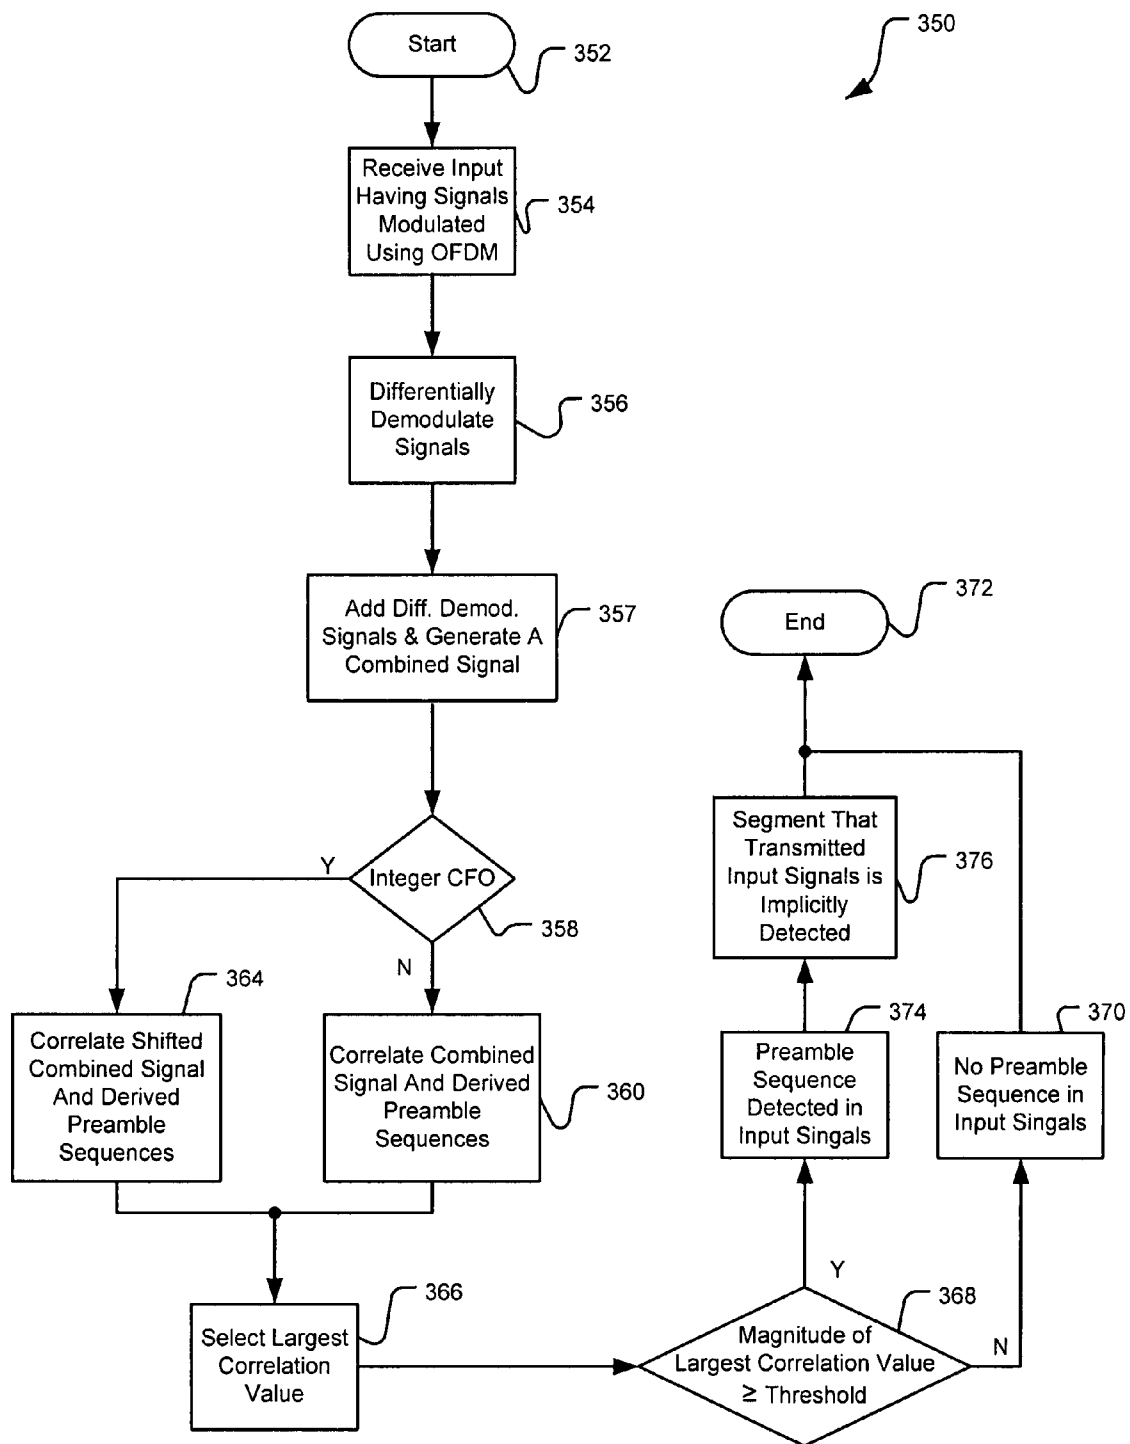 350
Start
352
Receive Input
Having Signals
Modulated
Using OFDM
354
Differentially
Demodulate
Signals
356
Add Diff. Demod.
Signals & Generate A
Combined Signal
357
End
372
Integer CFO
Y
N
358
Segment That
Transmitted
Input Signals is
Implicitly
Detected
376
Correlate Shifted
Combined Signal
And Derived
Preamble
Sequences
364
Correlate Combined
Signal And Derived
Preamble
Sequences
360
Preamble
Sequence
Detected in
Input Singals
374
No Preamble
Sequence in
Input Singals
370
Select Largest
Correlation
Value
366
Magnitude of
Largest Correlation Value
≥ Threshold
368
Y
N